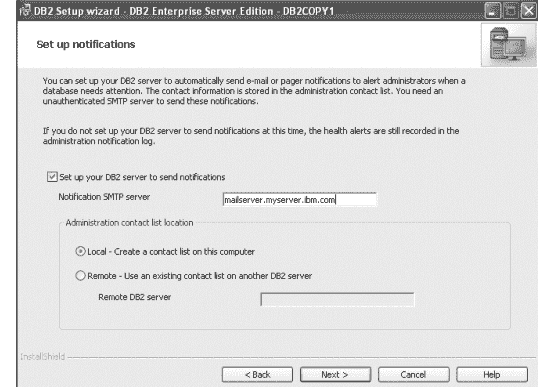 DB2 Setup wizard - DB2 Enterprise Server Edition - DB2COPY1
Set up notifications
You can set up your DB2 server to automatically send e-mail or pager notifications to alert administrators when a
database needs attention. The contact information is stored in the administration contact list. You need an
unauthenticated SMTP server to send these notifications.
If you do not set up your DB2 server to send notifications at this time, the health alerts are still recorded in the
administration notification log.
Set up your DB2 server to send notifications
Notification SMTP server
mailserver.myserver.ibm.com
Administration contact list location
Local - Create a contact list on this computer
Remote - Use an existing contact list on another DB2 server
Remote DB2 server
InstallShield
< Back
Next >
Cancel
Help